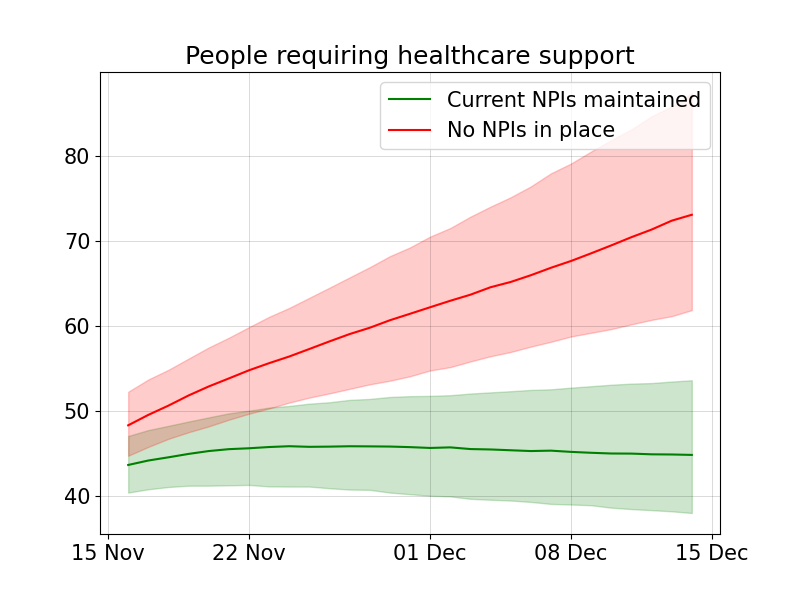 People requiring healthcare support
Current NPIs maintained
No NPIs in place
80
70
60
50
40
15 Nov
22 Nov
01 Dec
08 Dec
15 Dec